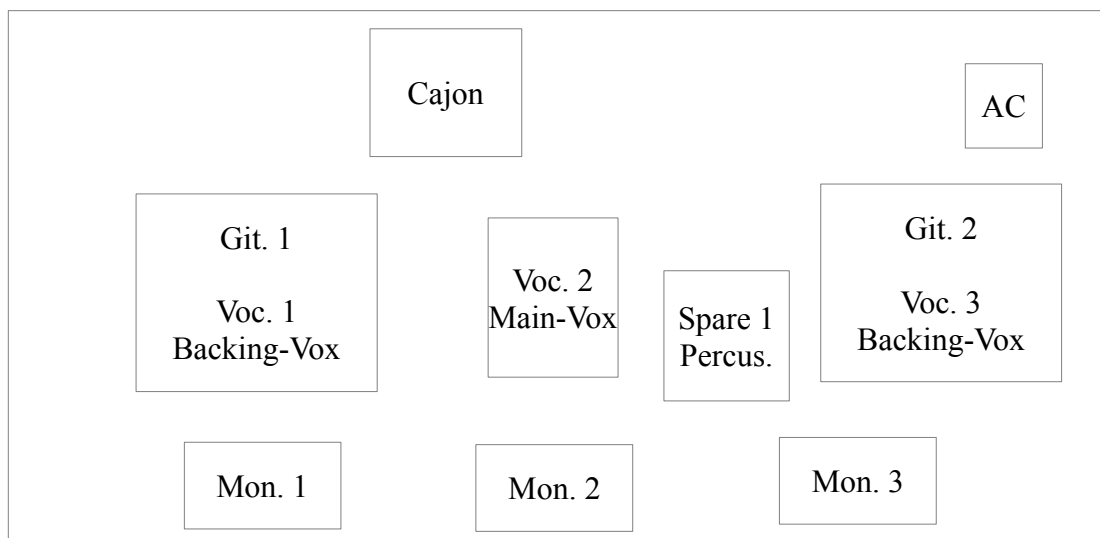 Cajon
AC
Git. 1
Voc. 1
Backing-Vox
Voc. 2
Main-Vox
Spare 1
Percus.
Git. 2
Voc. 3
Backing-Vox
Mon. 1
Mon. 2
Mon. 3